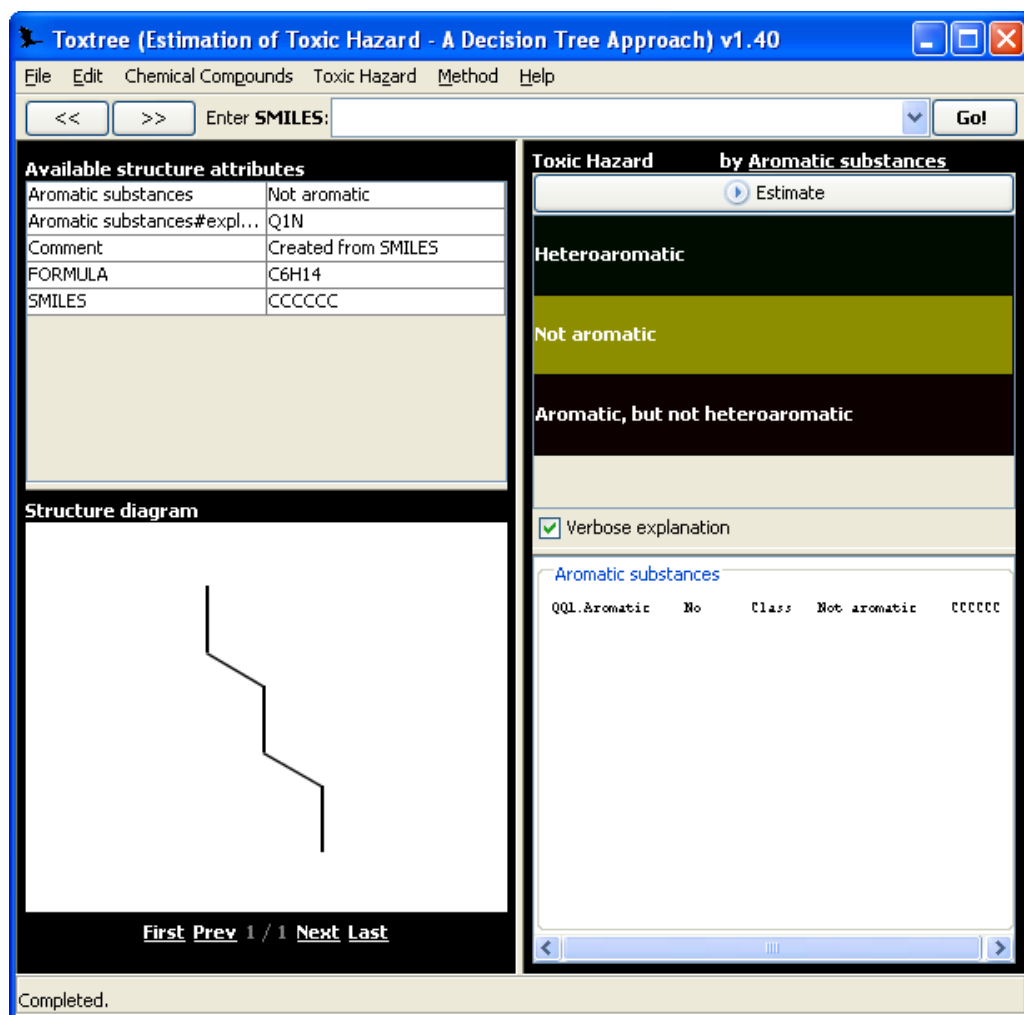 Toxtree (Estimation of Toxic Hazard - A Decision Tree Approach) v1.40
File Edit Chemical Compounds Toxic Hazard Method Help
<< >> Enter SMILES: Go!
Available structure attributes
Aromatic substances Not aromatic
Aromatic substances#expl... Q1N
Comment Created from SMILES
FORMULA C6H14
SMILES CCCCCC
Structure diagram
First Prev 1 / 1 Next Last
Toxic Hazard by Aromatic substances
Estimate
Heteroaromatic
Not aromatic
Aromatic, but not heteroaromatic
Verbose explanation
Aromatic substances
QQ1.Aromatic No Class Not aromatic CCCCCC
Completed.